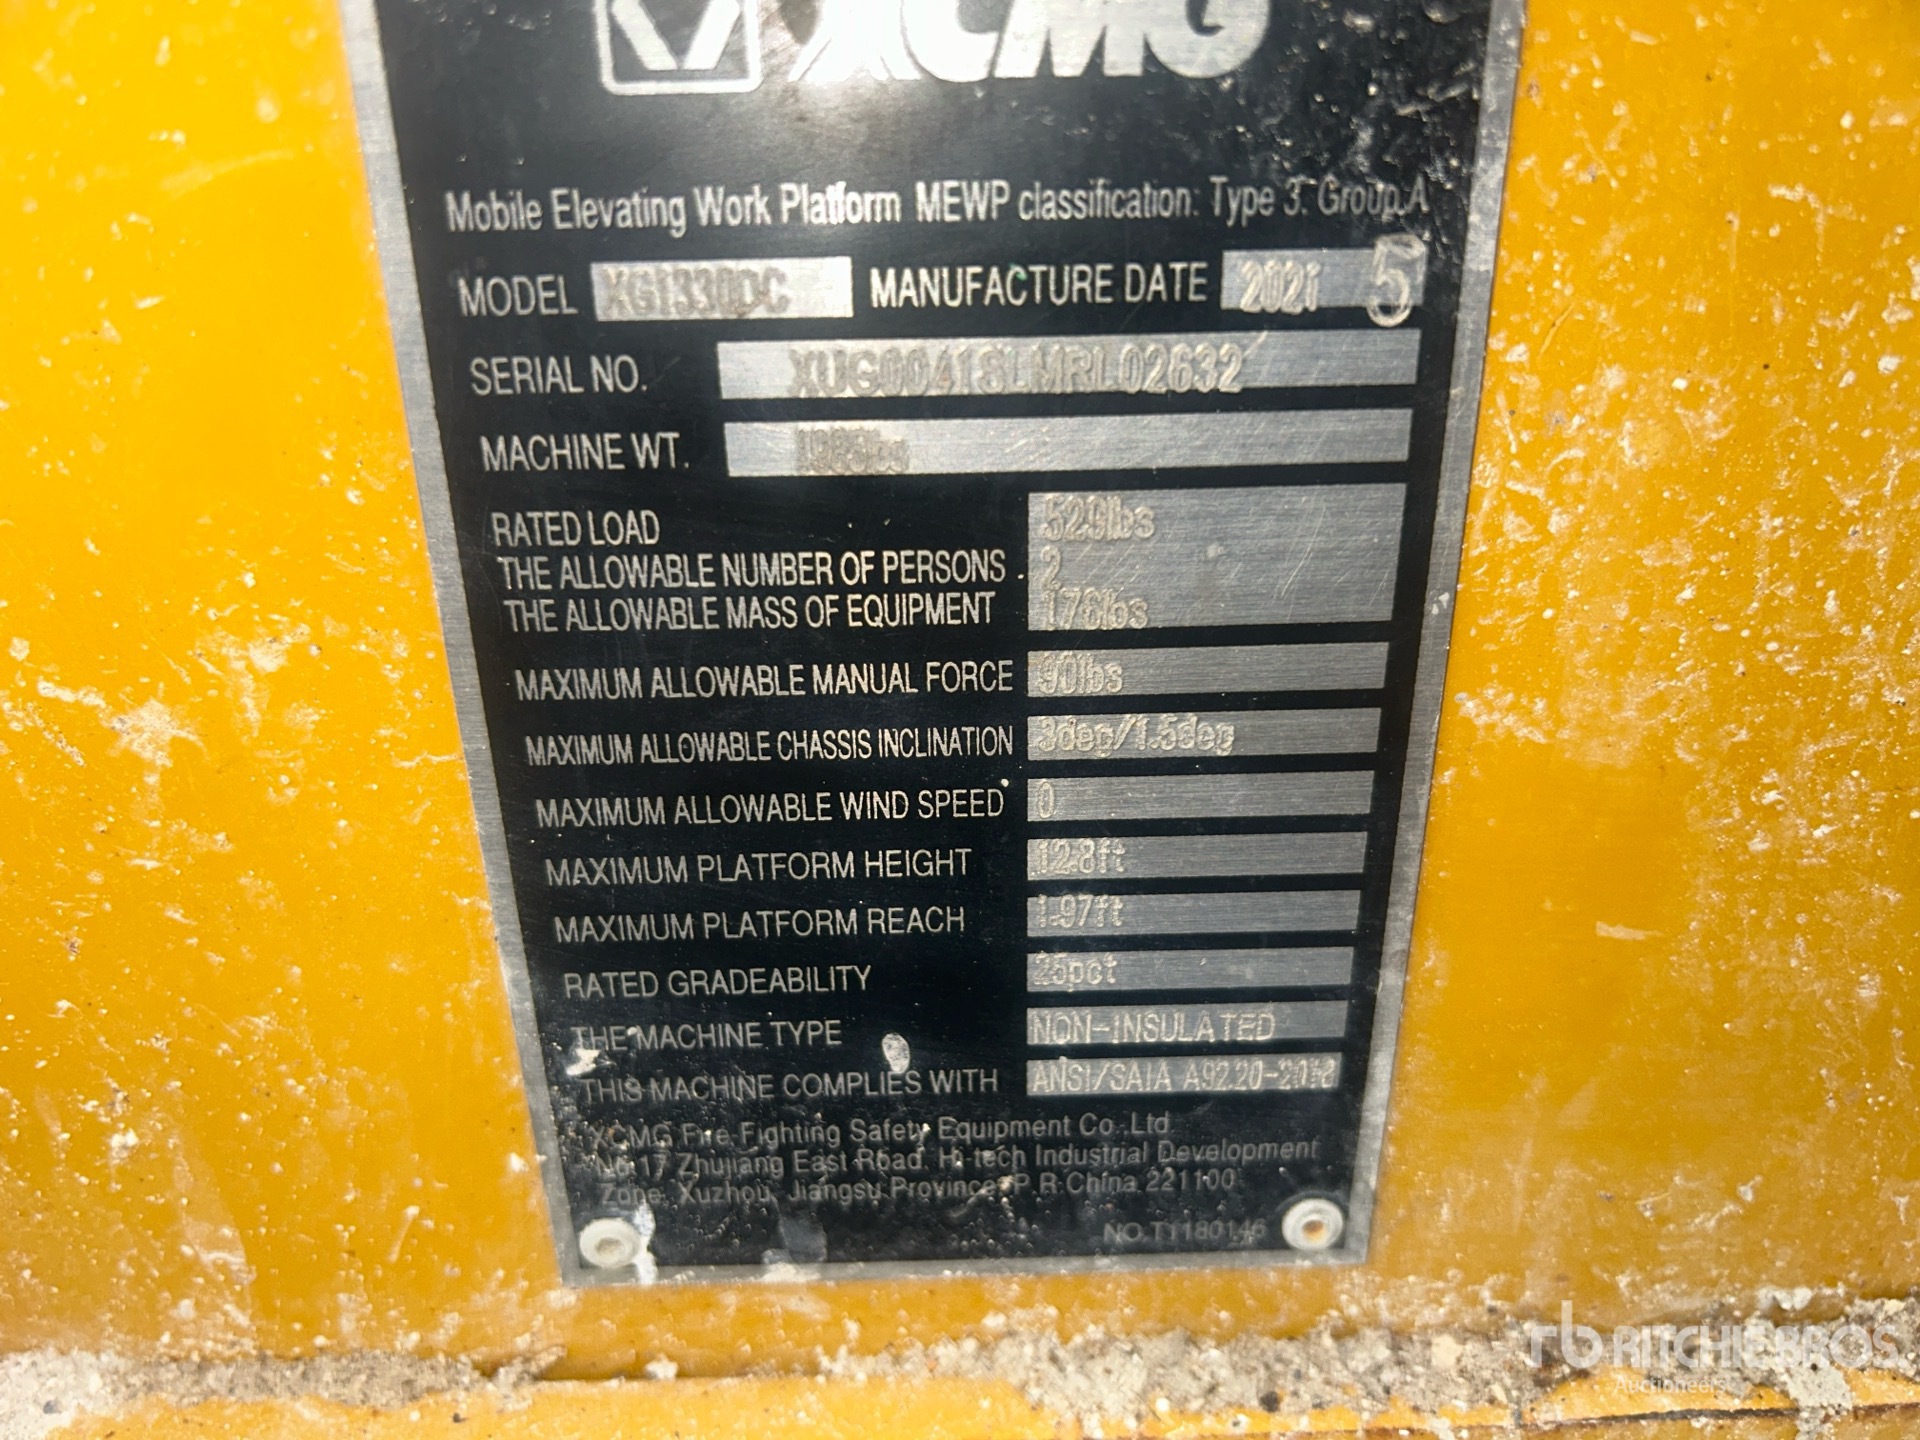 XCMG
Mobile Elevating Work Platform MEWP classification: Type 3. Group A
MODEL XG1330DC MANUFACTURE DATE 2021 5
SERIAL NO. XUG00418LMRL02632
MACHINE WT.
RATED LOAD 529lbs
THE ALLOWABLE NUMBER OF PERSONS 2
THE ALLOWABLE MASS OF EQUIPMENT 176lbs
MAXIMUM ALLOWABLE MANUAL FORCE 90lbs
MAXIMUM ALLOWABLE CHASSIS INCLINATION 3deg/1.5deg
MAXIMUM ALLOWABLE WIND SPEED 0
MAXIMUM PLATFORM HEIGHT 12.8ft
MAXIMUM PLATFORM REACH 1.97ft
RATED GRADEABILITY 25pct
THE MACHINE TYPE NON-INSULATED
THIS MACHINE COMPLIES WITH ANSI/SAIA
XCMG Fire-Fighting Safety Equipment Co.,Ltd
No.17 Zhujiang East Road, Hi-tech Industrial Development
Zone, Xuzhou, Jiangsu Province, P.R.China 221100
NO.T1180146
rb RITCHIE BROS.
Auctioneers